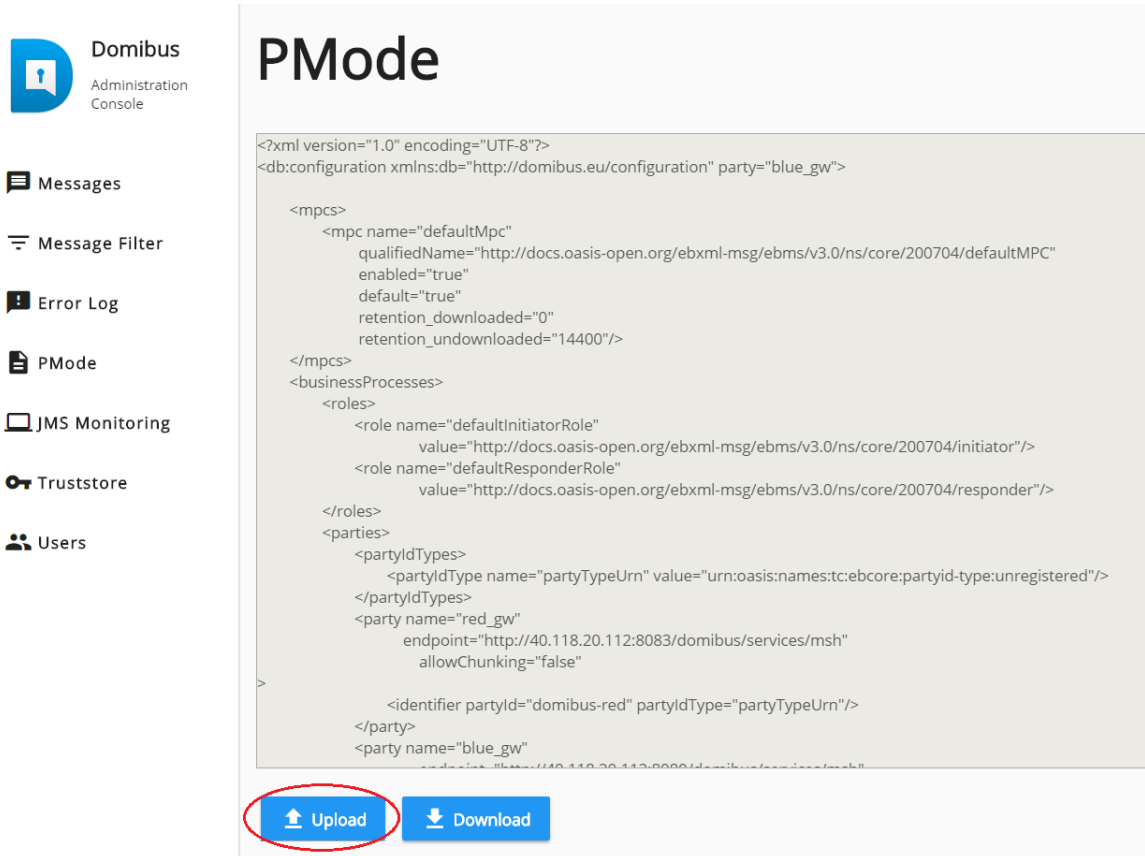 Domibus
Administration
Console
Messages
Message Filter
Error Log
PMode
JMS Monitoring
Truststore
Users
PMode
<?xml version="1.0" encoding="UTF-8"?>
<db:configuration xmlns:db="http://domibus.eu/configuration" party="blue_gw">
<mpcs>
<mpc name="defaultMpc"
qualifiedName="http://docs.oasis-open.org/ebxml-msg/ebms/v3.0/ns/core/200704/defaultMPC"
enabled="true"
default="true"
retention_downloaded="0"
retention_undownloaded="14400"/>
</mpcs>
<businessProcesses>
<roles>
<role name="defaultInitiatorRole"
value="http://docs.oasis-open.org/ebxml-msg/ebms/v3.0/ns/core/200704/initiator"/>
<role name="defaultResponderRole"
value="http://docs.oasis-open.org/ebxml-msg/ebms/v3.0/ns/core/200704/responder"/>
</roles>
<parties>
<partyIdTypes>
<partyIdType name="partyTypeUrn" value="urn:oasis:names:tc:ebcore:partyid-type:unregistered"/>
</partyIdTypes>
<party name="red_gw"
endpoint="http://40.118.20.112:8083/domibus/services/msh"
allowChunking="false"
>
<identifier partyId="domibus-red" partyIdType="partyTypeUrn"/>
</party>
<party name="blue_gw"
Upload
Download